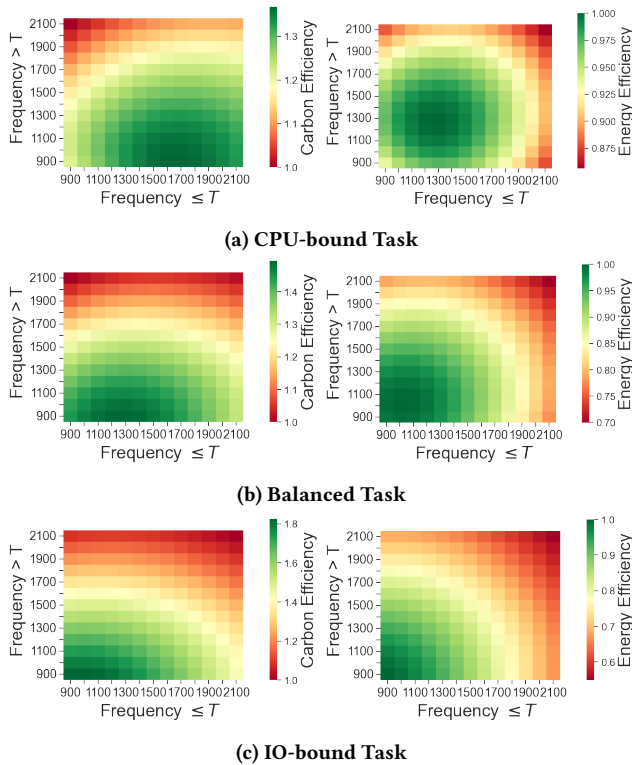 2100
1900
1700
1500
1300
1100
900
Frequency > T
900 1100 1300 1500 1700 1900 2100
Frequency ≤ T
1.3
1.2
1.1
1.0
Carbon Efficiency
2100
1900
1700
1500
1300
1100
900
Frequency > T
900 1100 1300 1500 1700 1900 2100
Frequency ≤ T
1.000
0.975
0.950
0.925
0.900
0.875
Energy Efficiency
(a) CPU-bound Task
2100
1900
1700
1500
1300
1100
900
Frequency > T
900 1100 1300 1500 1700 1900 2100
Frequency ≤ T
1.4
1.3
1.2
1.1
1.0
Carbon Efficiency
2100
1900
1700
1500
1300
1100
900
Frequency > T
900 1100 1300 1500 1700 1900 2100
Frequency ≤ T
1.00
0.95
0.90
0.85
0.80
0.75
0.70
Energy Efficiency
(b) Balanced Task
2100
1900
1700
1500
1300
1100
900
Frequency > T
900 1100 1300 1500 1700 1900 2100
Frequency ≤ T
1.8
1.6
1.4
1.2
1.0
Carbon Efficiency
2100
1900
1700
1500
1300
1100
900
Frequency > T
900 1100 1300 1500 1700 1900 2100
Frequency ≤ T
1.0
0.9
0.8
0.7
0.6
Energy Efficiency
(c) IO-bound Task